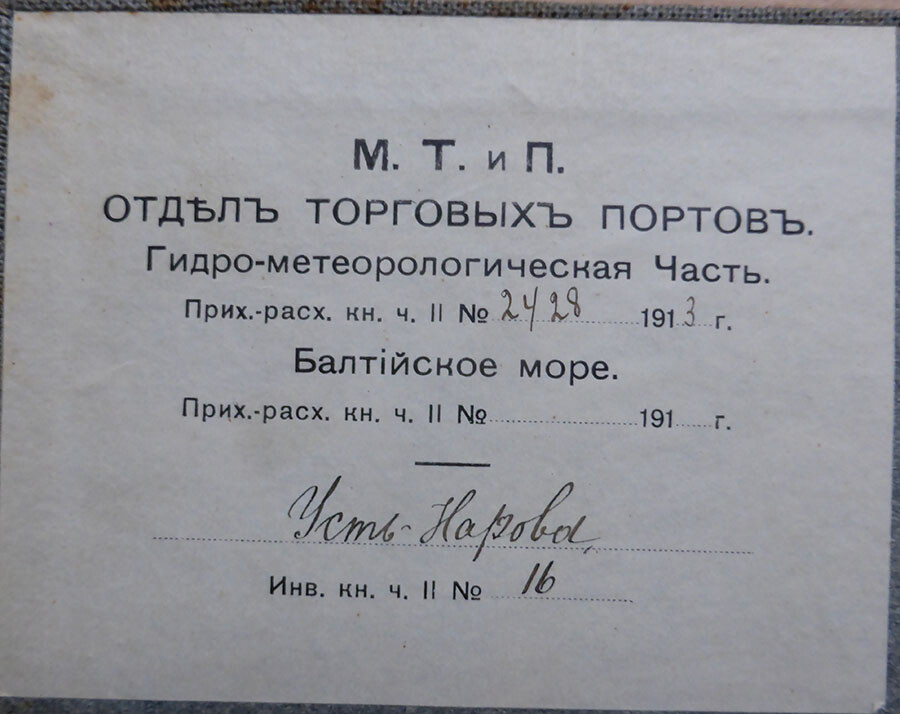 М. Т. и П.
ОТДѢЛЪ ТОРГОВЫХЪ ПОРТОВЪ.
Гидро-метеорологическая Часть.
Прих.-расх. кн. ч. II № 2428 1913 г.
Балтійское море.
Прих.-расх. кн. ч. II № 191 г.
Усть-Нарова
Инв. кн. ч. II № 16